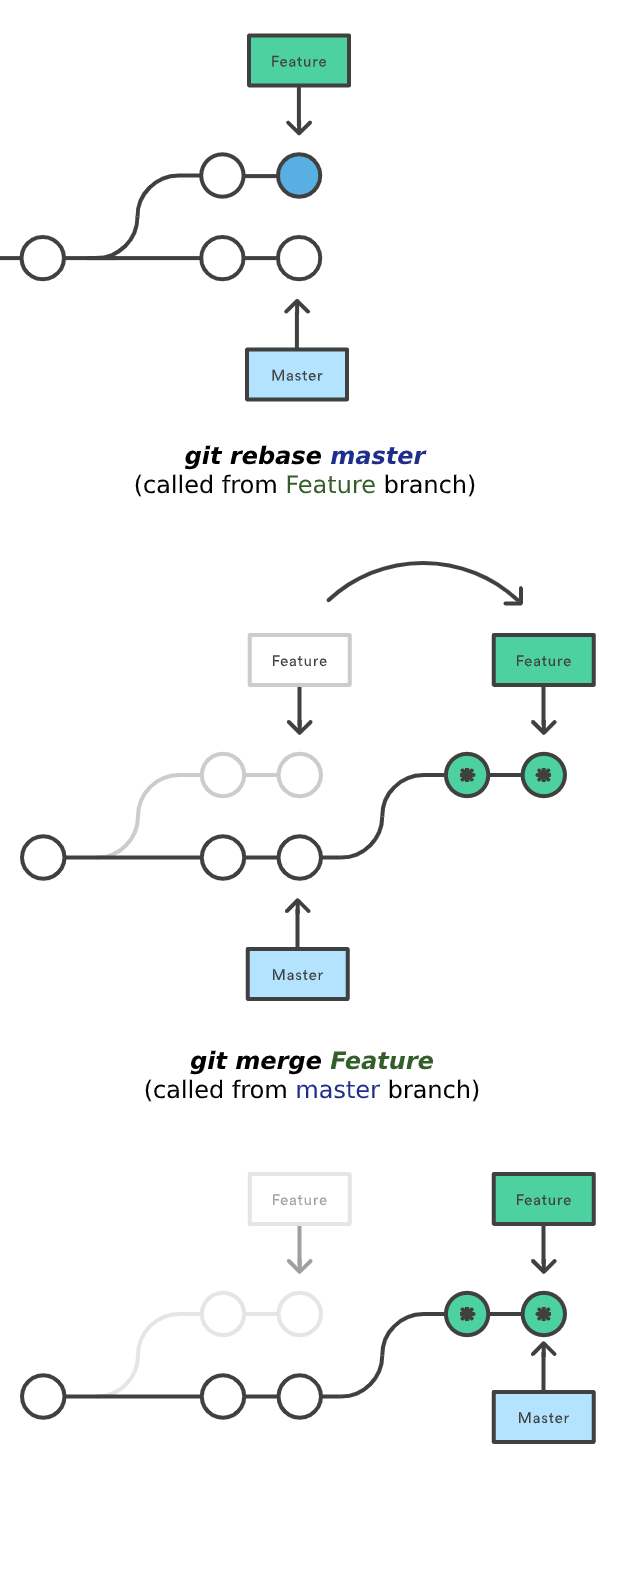 Feature
Master
git rebase master
(called from Feature branch)
Feature
Feature
Master
git merge Feature
(called from master branch)
Feature
Feature
Master